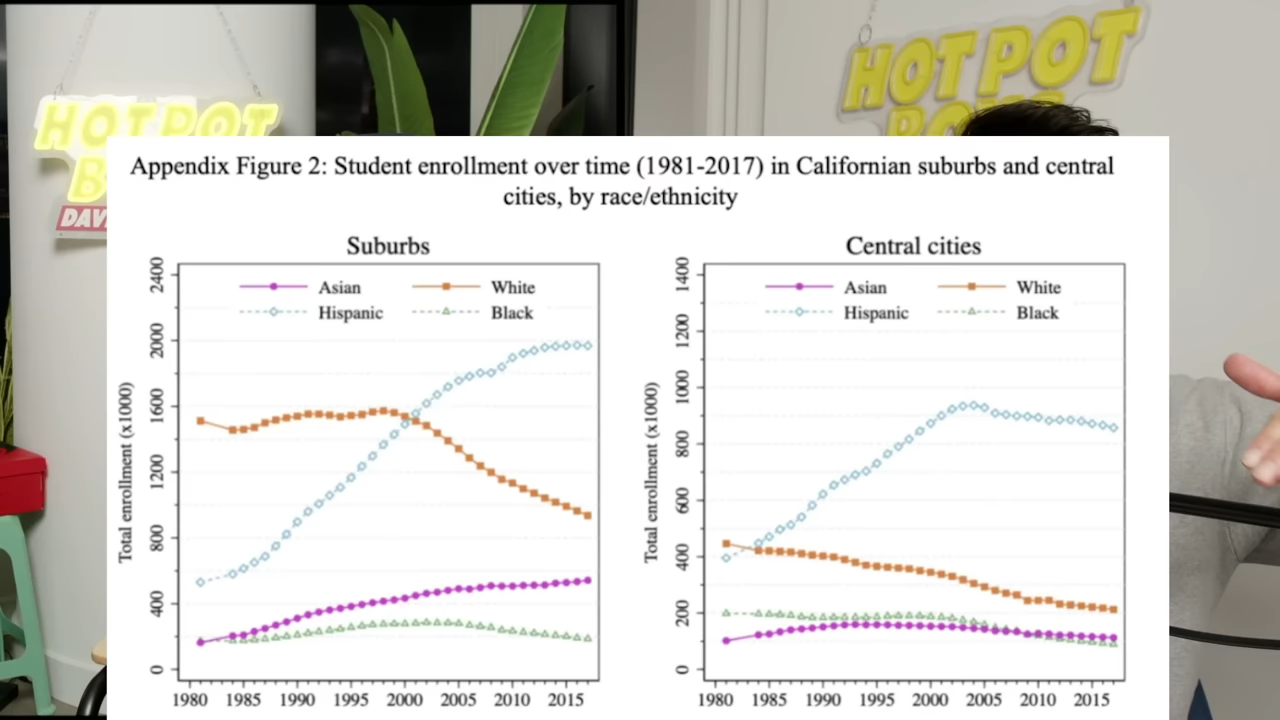 HOT POT
B
DAV
HOT POT
Appendix Figure 2: Student enrollment over time (1981-2017) in Californian suburbs and central
cities, by race/ethnicity
Suburbs
Asian
White
Hispanic
Black
Total enrollment (x1000)
2400
2000
1600
1200
800
400
0
1980 1985 1990 1995 2000 2005 2010 2015
Central cities
Asian
White
Hispanic
Black
Total enrollment (x1000)
1400
1200
1000
800
600
400
200
0
1980 1985 1990 1995 2000 2005 2010 2015